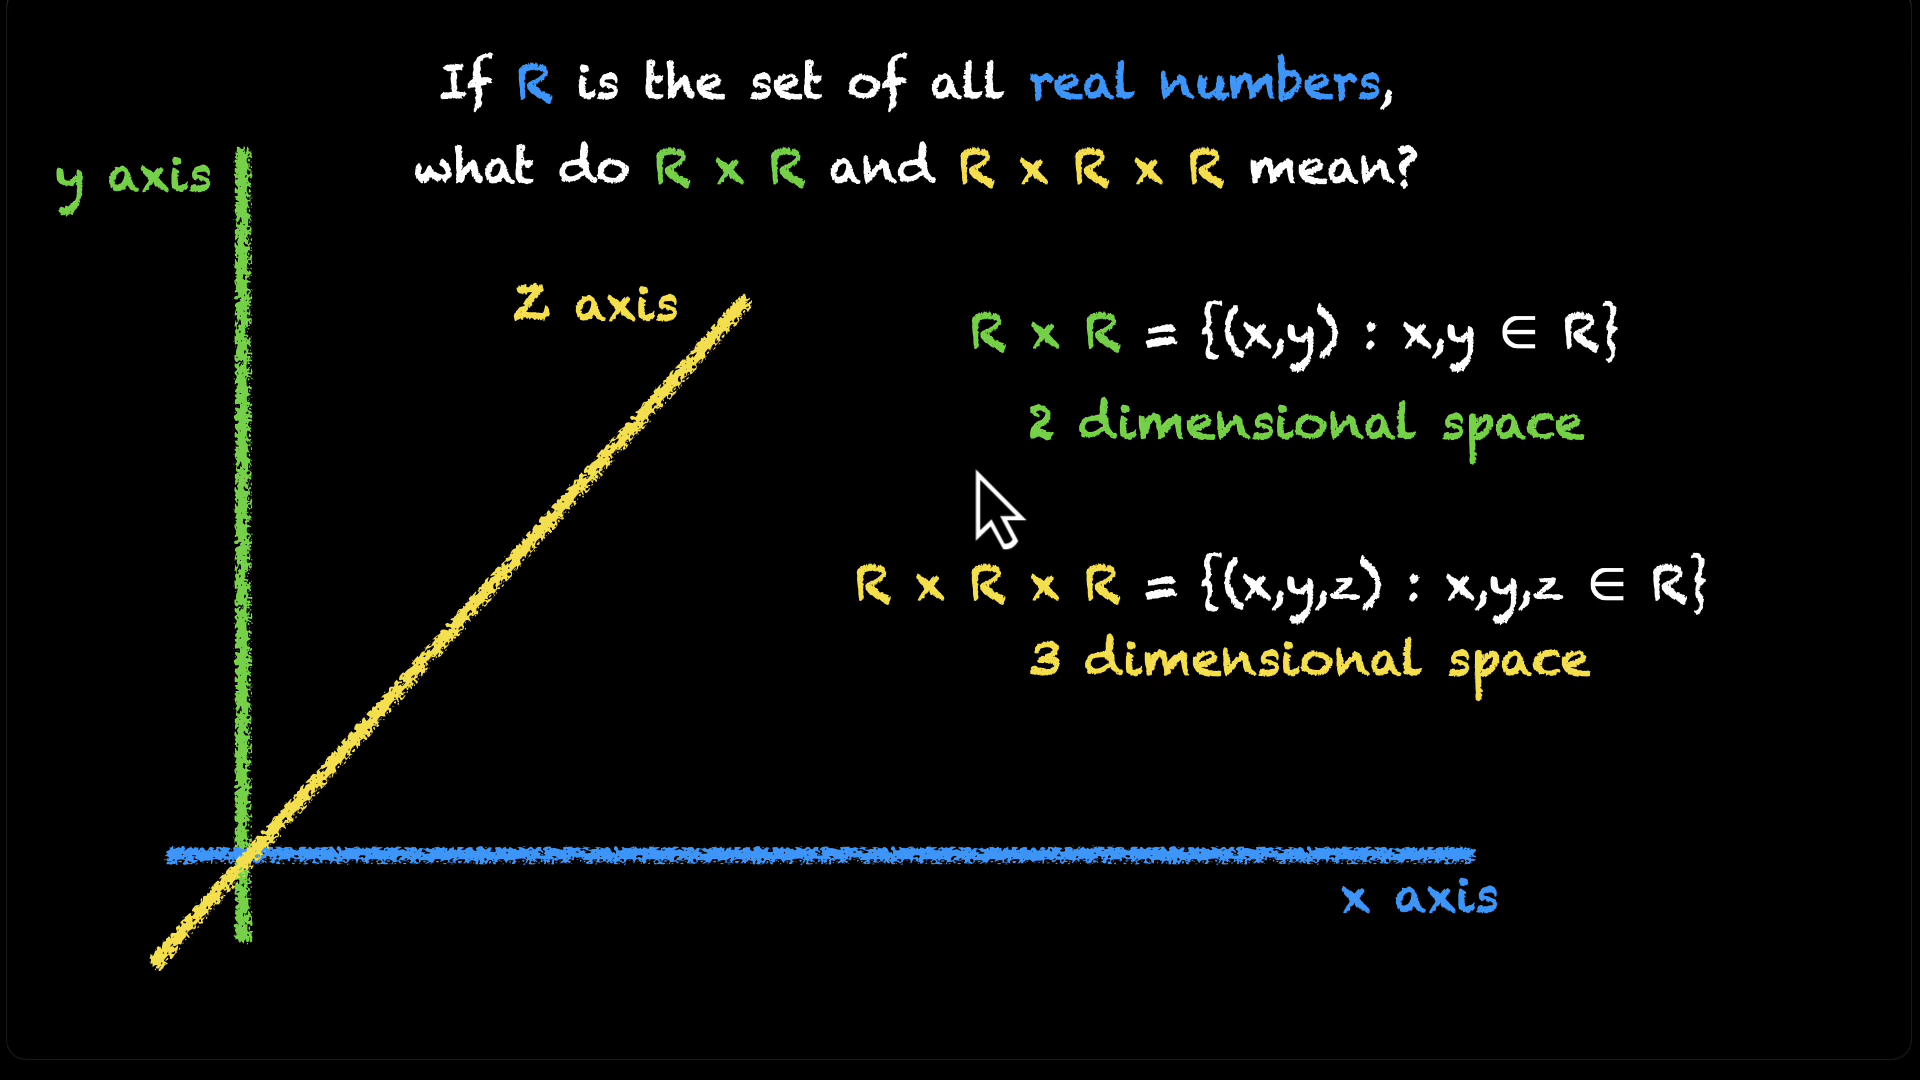 If R is the set of all real numbers,
what do R x R and R x R x R mean?
y axis
Z axis
R x R = {(x,y) : x,y ∈ R}
2 dimensional space
R x R x R = {(x,y,z) : x,y,z ∈ R}
3 dimensional space
x axis